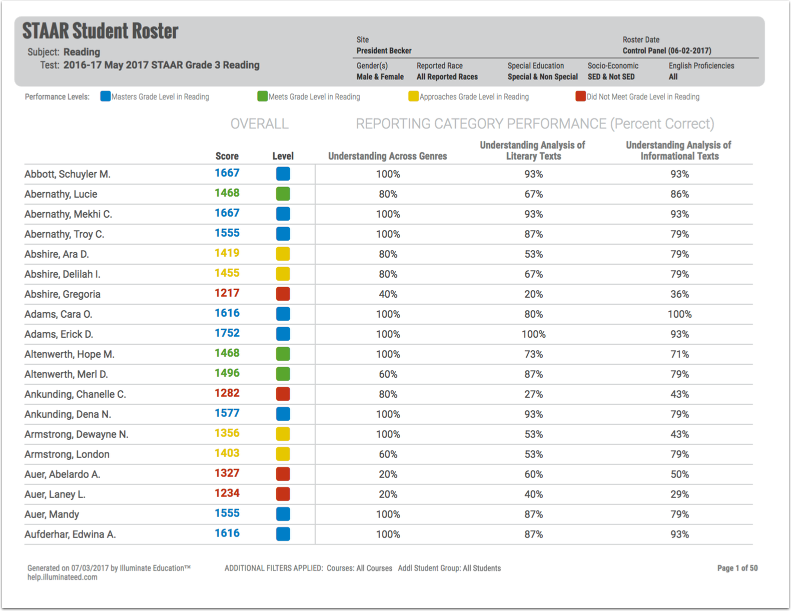 STAAR Student Roster
Subject: Reading
Test: 2016-17 May 2017 STAAR Grade 3 Reading
Site Roster Date
President Becker Control Panel (06-02-2017)
Gender(s) Reported Race Special Education Socio-Economic English Proficiencies
Male & Female All Reported Races Special & Non Special SED & Not SED All
Performance Levels: Masters Grade Level in Reading Meets Grade Level in Reading Approaches Grade Level in Reading Did Not Meet Grade Level in Reading
OVERALL REPORTING CATEGORY PERFORMANCE (Percent Correct)
Score Level Understanding Across Genres Understanding Analysis of Literary Texts Understanding Analysis of Informational Texts
Abbott, Schuyler M. 1667 100% 93% 93%
Abernathy, Lucie 1468 80% 67% 86%
Abernathy, Mekhi C. 1667 100% 93% 93%
Abernathy, Troy C. 1555 100% 87% 79%
Abshire, Ara D. 1419 80% 53% 79%
Abshire, Delilah I. 1455 80% 67% 79%
Abshire, Gregoria 1217 40% 20% 36%
Adams, Cara O. 1616 100% 80% 100%
Adams, Erick D. 1752 100% 100% 93%
Altenwerth, Hope M. 1468 100% 73% 71%
Altenwerth, Merl D. 1496 60% 87% 79%
Ankunding, Chanelle C. 1282 80% 27% 43%
Ankunding, Dena N. 1577 100% 93% 79%
Armstrong, Dewayne N. 1356 100% 53% 43%
Armstrong, London 1403 60% 53% 79%
Auer, Abelardo A. 1327 20% 60% 50%
Auer, Laney L. 1234 20% 40% 29%
Auer, Mandy 1555 100% 87% 79%
Aufderhar, Edwina A. 1616 100% 87% 93%
Generated on 07/03/2017 by Illuminate Education™ ADDITIONAL FILTERS APPLIED: Courses: All Courses Addl Student Group: All Students Page 1 of 50
help.illuminateed.com